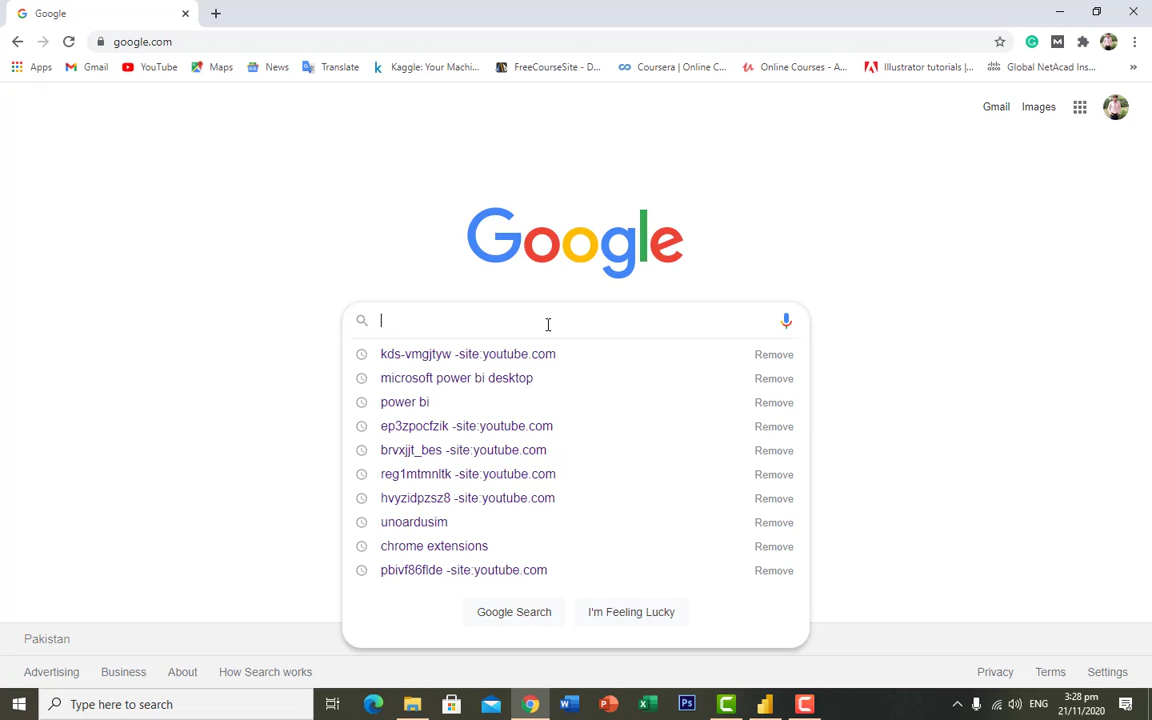 Google
google.com
Apps Gmail YouTube Maps News Translate Kaggle: Your Machi... FreeCourseSite - D... Coursera | Online C... Online Courses - A... Illustrator tutorials |... Global NetAcad Ins... »
Gmail Images
Google
kds-vmgjtyw -site:youtube.com Remove
microsoft power bi desktop Remove
power bi Remove
ep3zpocfzik -site:youtube.com Remove
brvxjjt_bes -site:youtube.com Remove
reg1mtmnltk -site:youtube.com Remove
hvyzidpzsz8 -site:youtube.com Remove
unoardusim Remove
chrome extensions Remove
pbivf86flde -site:youtube.com Remove
Google Search I'm Feeling Lucky
Pakistan
Advertising Business About How Search works Privacy Terms Settings
Type here to search ENG 3:28 pm
21/11/2020